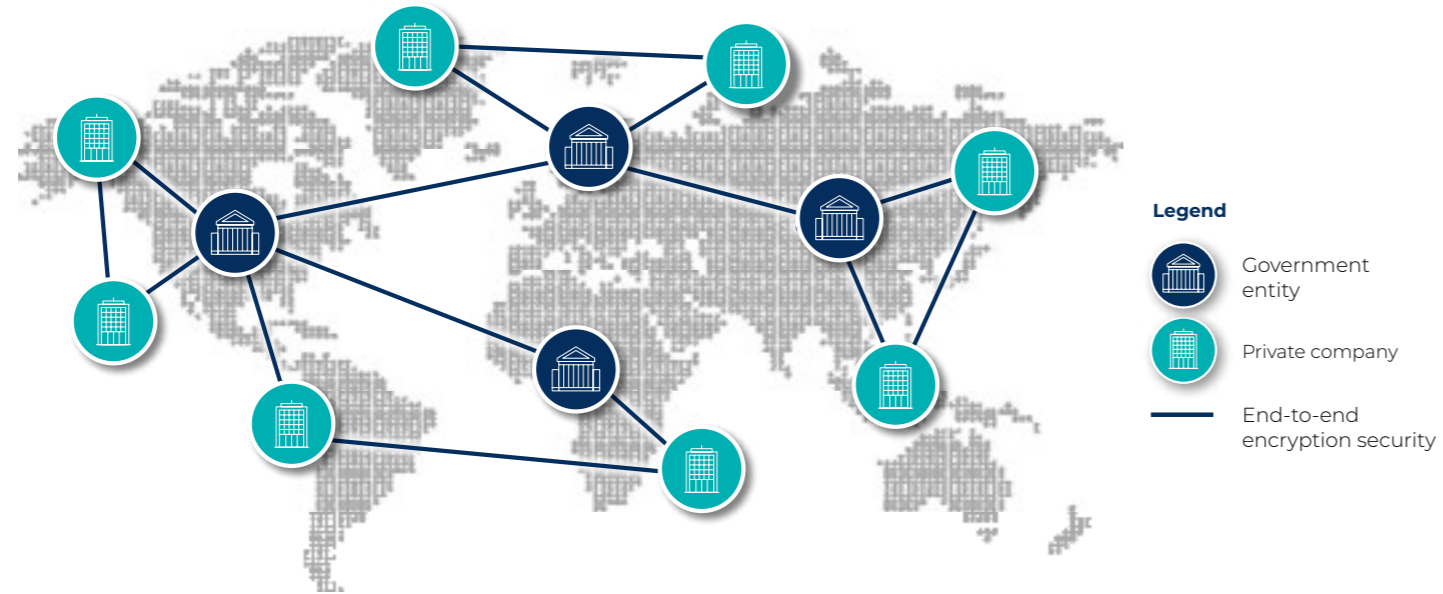 Legend
Government
entity
Private company
End-to-end
encryption security